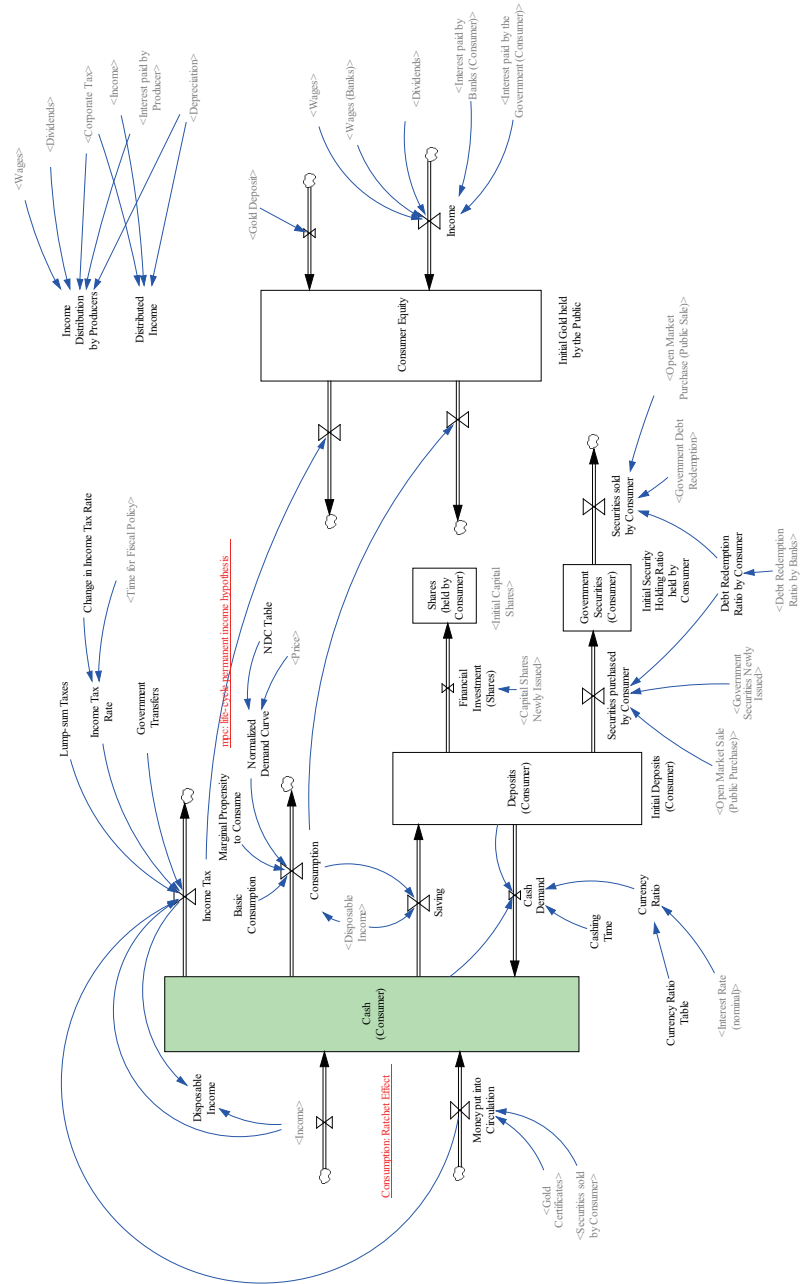 Lump- sum Taxes
Change in Income Tax Rate
Income Tax
Rate
<Time for Fiscal Policy>
Government
Transfers
Income Tax
mpc: life- cycle permanent income hypothesis
Disposable
Income
<Income>
Cash
(Consumer)
Basic
Consumption
Marginal Propensity
to Consume
Normalized
Demand Curve
NDC Table
<Price>
Consumption
<Disposable
Income>
Saving
Consumption: Ratchet Effect
Money put into
Circulation
<Gold
Certificates>
<Securities sold
by Consumer>
Cash
Demand
Cashing
Time
Currency
Ratio
Currency Ratio
Table
<Interest Rate
(nominal)>
Deposits
(Consumer)
Initial Deposits
(Consumer)
Financial
Investment
(Shares)
<Capital Shares
Newly Issued>
Shares
(held by
Consumer)
<Initial Capital
Shares>
Securities purchased
by Consumer
<Open Market Sale
(Public Purchase)>
<Government
Securities Newly
Issued>
Government
Securities
(Consumer)
Initial Security
Holding Ratio
held by
Consumer
Securities sold
by Consumer
<Open Market
Purchase (Public Sale)>
<Government Debt
Redemption>
Debt Redemption
Ratio by Consumer
<Debt Redemption
Ratio by Banks>
Consumer Equity
Initial Gold held
by the Public
<Gold Deposit>
Income
<Wages>
<Wages (Banks)>
<Dividends>
<Interest paid by
Banks (Consumer)>
<Interest paid by the
Government (Consumer)>
Income
Distribution
by Producers
Distributed
Income
<Wages>
<Dividends>
<Corporate Tax>
<Income>
<Interest paid by
Producer>
<Depreciation>